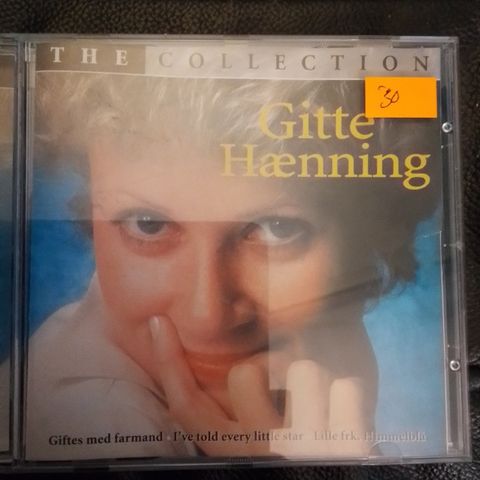 THE COLLECTION
30
Gitte
Hænning
Giftes med farmand · I've told every little star · Lille frk. Himmelblå